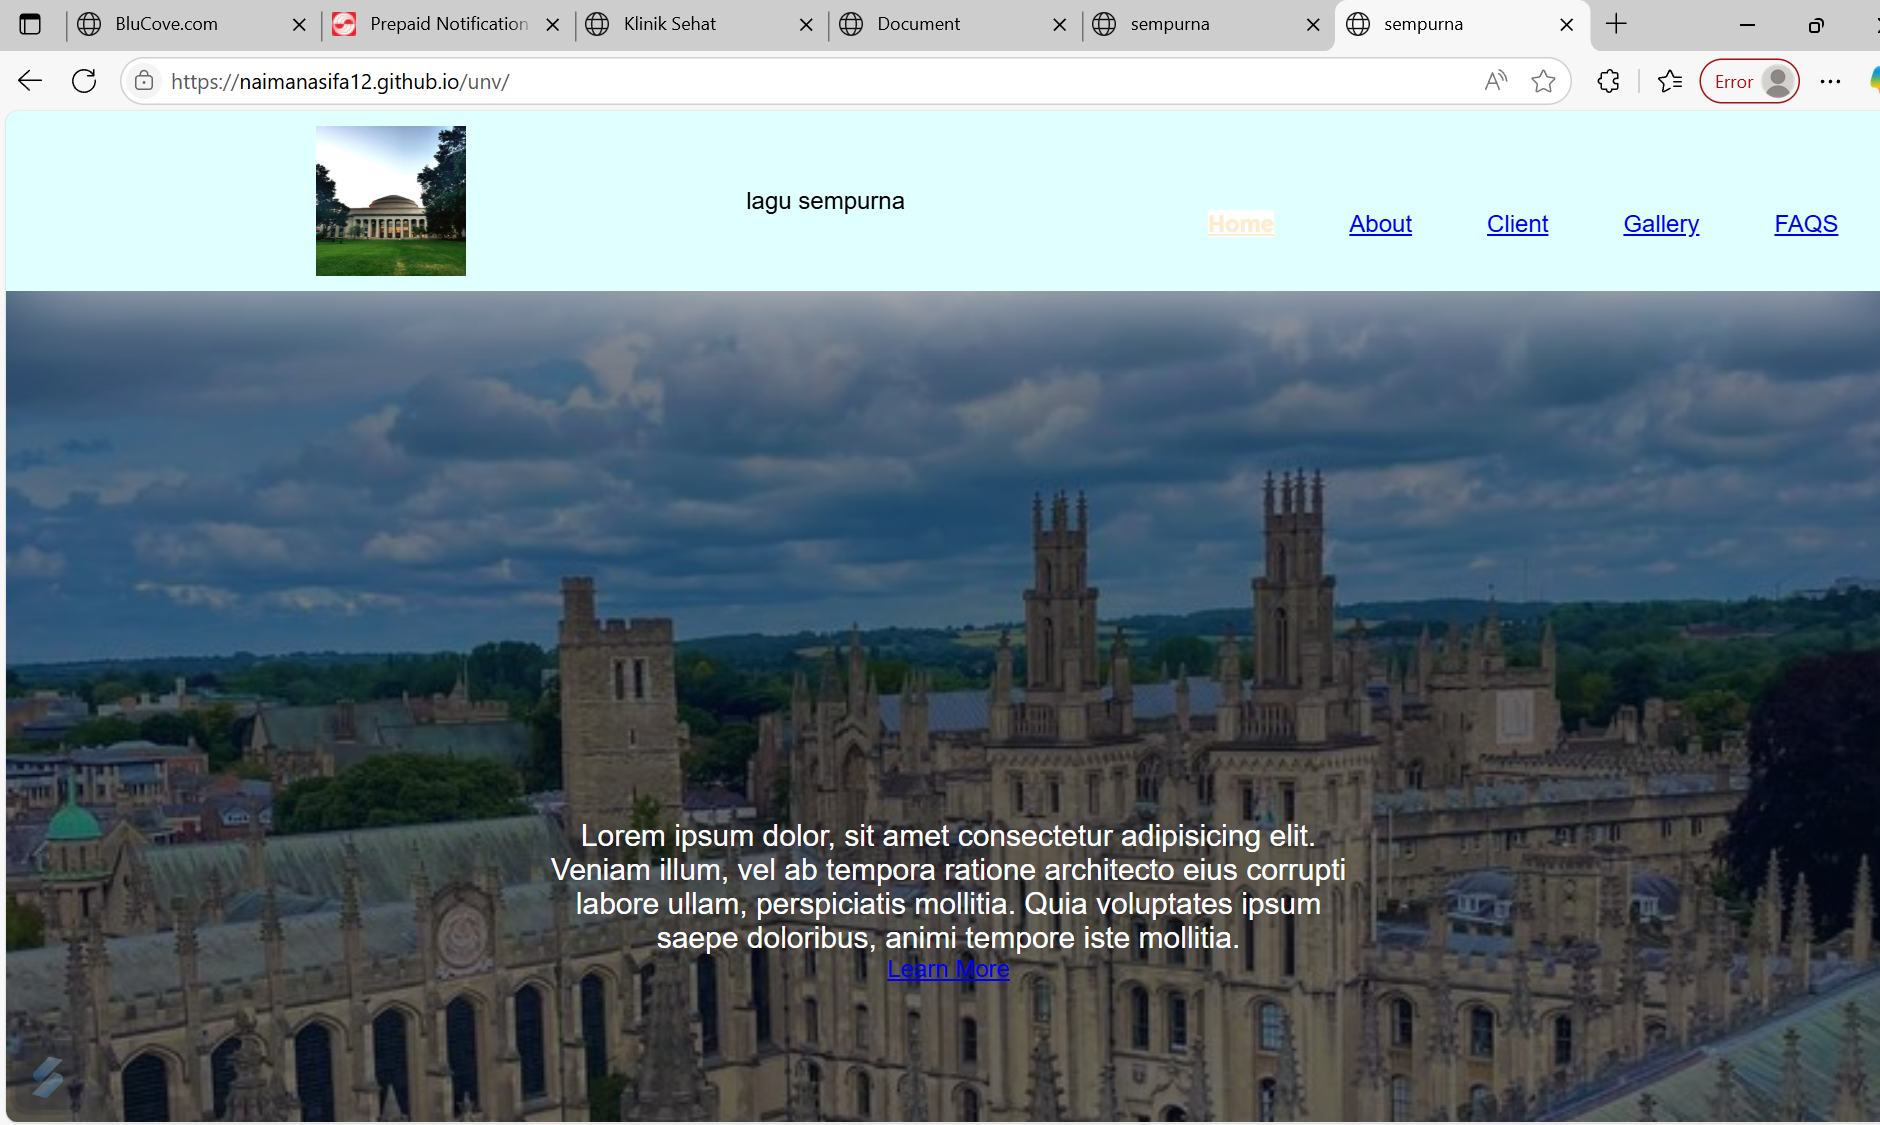 BluCove.com
Prepaid Notification
Klinik Sehat
Document
sempurna
sempurna
https://naimanasifa12.github.io/unv/
Error
lagu sempurna
Home
About
Client
Gallery
FAQS
Lorem ipsum dolor, sit amet consectetur adipisicing elit.
Veniam illum, vel ab tempora ratione architecto eius corrupti
labore ullam, perspiciatis mollitia. Quia voluptates ipsum
saepe doloribus, animi tempore iste mollitia.
Learn More